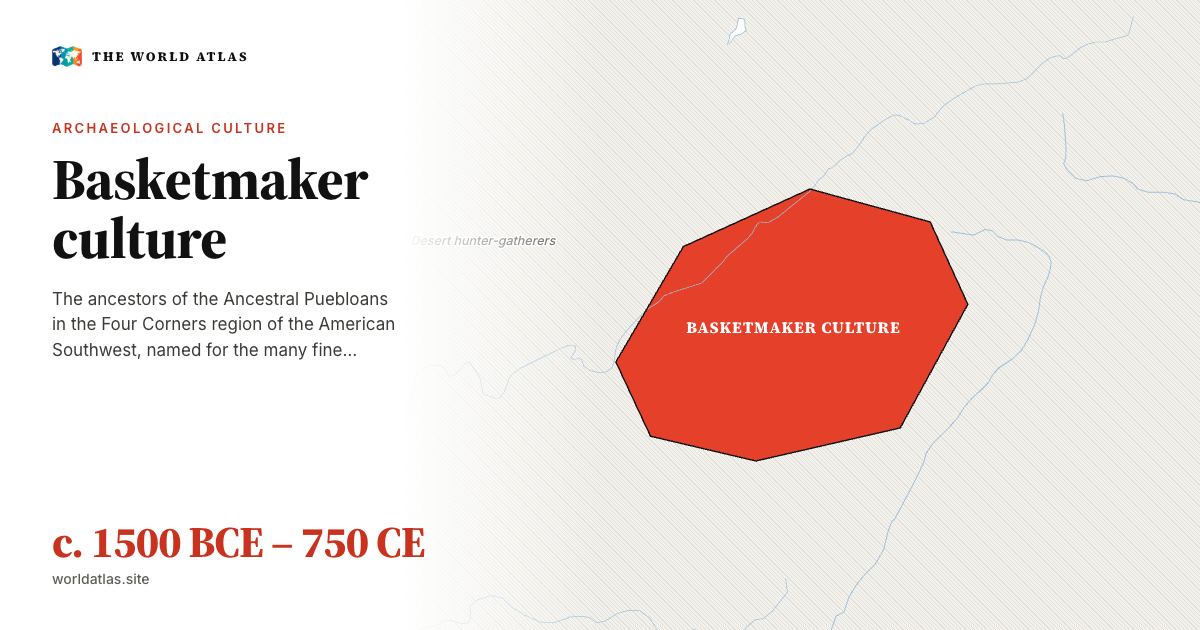 THE WORLD ATLAS
ARCHAEOLOGICAL CULTURE
Basketmaker
culture
The ancestors of the Ancestral Puebloans
in the Four Corners region of the American
Southwest, named for the many fine...
c. 1500 BCE – 750 CE
worldatlas.site
Desert hunter-gatherers
BASKETMAKER CULTURE